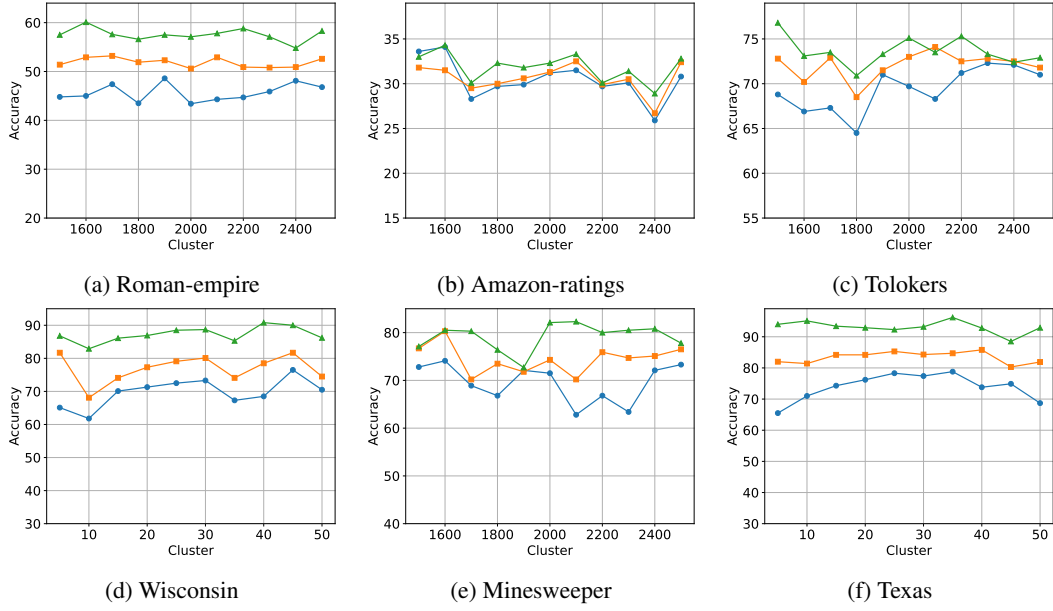 60
50
40
30
20
Accuracy
1600 1800 2000 2200 2400
Cluster
(a) Roman-empire
35
30
25
20
15
Accuracy
1600 1800 2000 2200 2400
Cluster
(b) Amazon-ratings
75
70
65
60
55
Accuracy
1600 1800 2000 2200 2400
Cluster
(c) Tolokers
90
80
70
60
50
40
30
Accuracy
10 20 30 40 50
Cluster
(d) Wisconsin
80
70
60
50
40
Accuracy
1600 1800 2000 2200 2400
Cluster
(e) Minesweeper
90
80
70
60
50
40
30
Accuracy
10 20 30 40 50
Cluster
(f) Texas